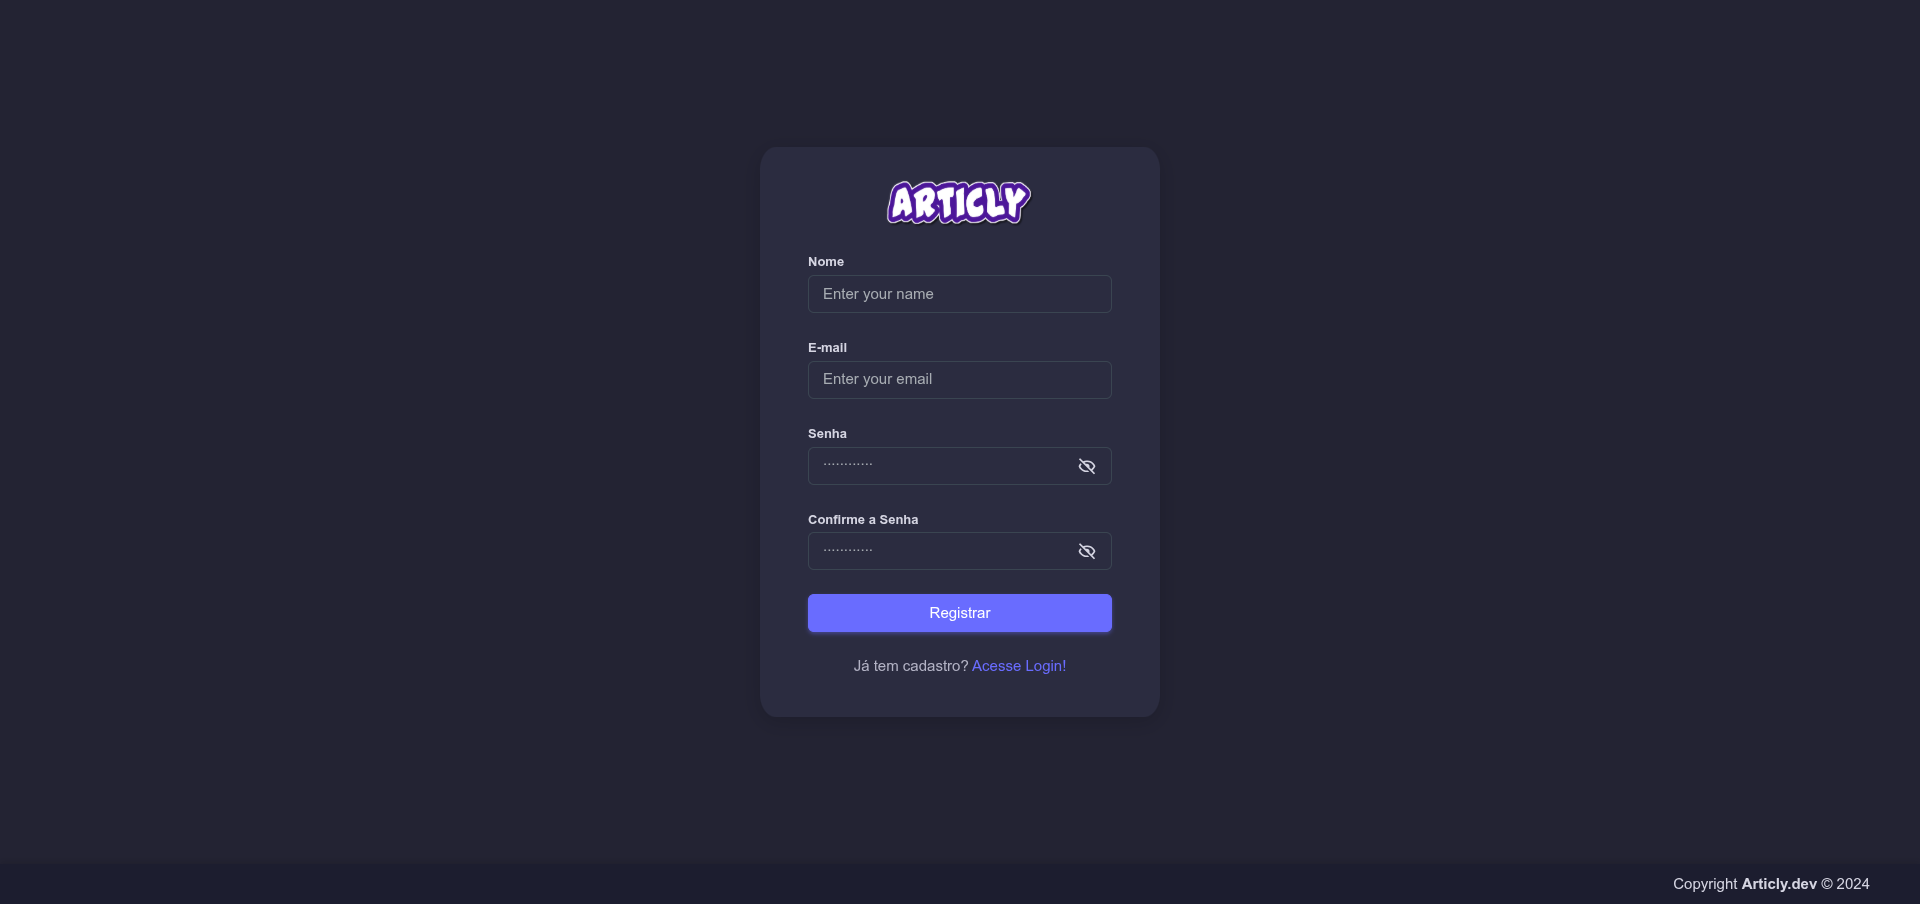 ARTICLY
Nome
Enter your name
E-mail
Enter your email
Senha
············
Confirme a Senha
············
Registrar
Já tem cadastro? Acesse Login!
Copyright Articly.dev © 2024